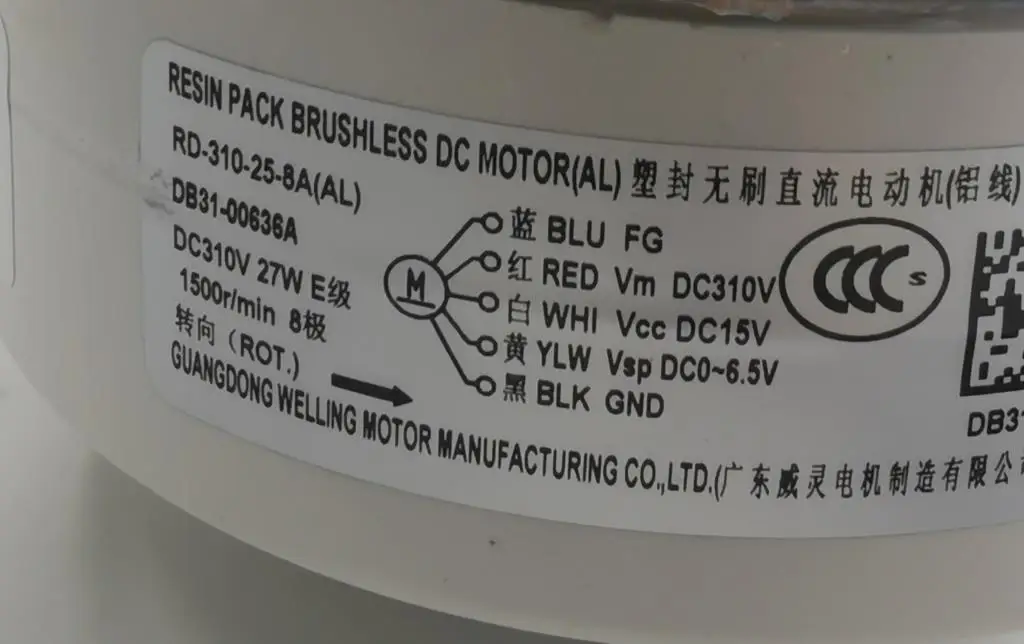 RESIN PACK BRUSHLESS DC MOTOR(AL) 塑封无刷直流电动机(铝线)
RD-310-25-8A(AL)
DB31-00636A
DC310V 27W E级
1500r/min 8极
转向（ROT.）
M
蓝 BLU FG
红 RED Vm DC310V
白 WHI Vcc DC15V
黄 YLW Vsp DC0~6.5V
黑 BLK GND
CCC S
DB31
GUANGDONG WELLING MOTOR MANUFACTURING CO.,LTD.(广东威灵电机制造有限公